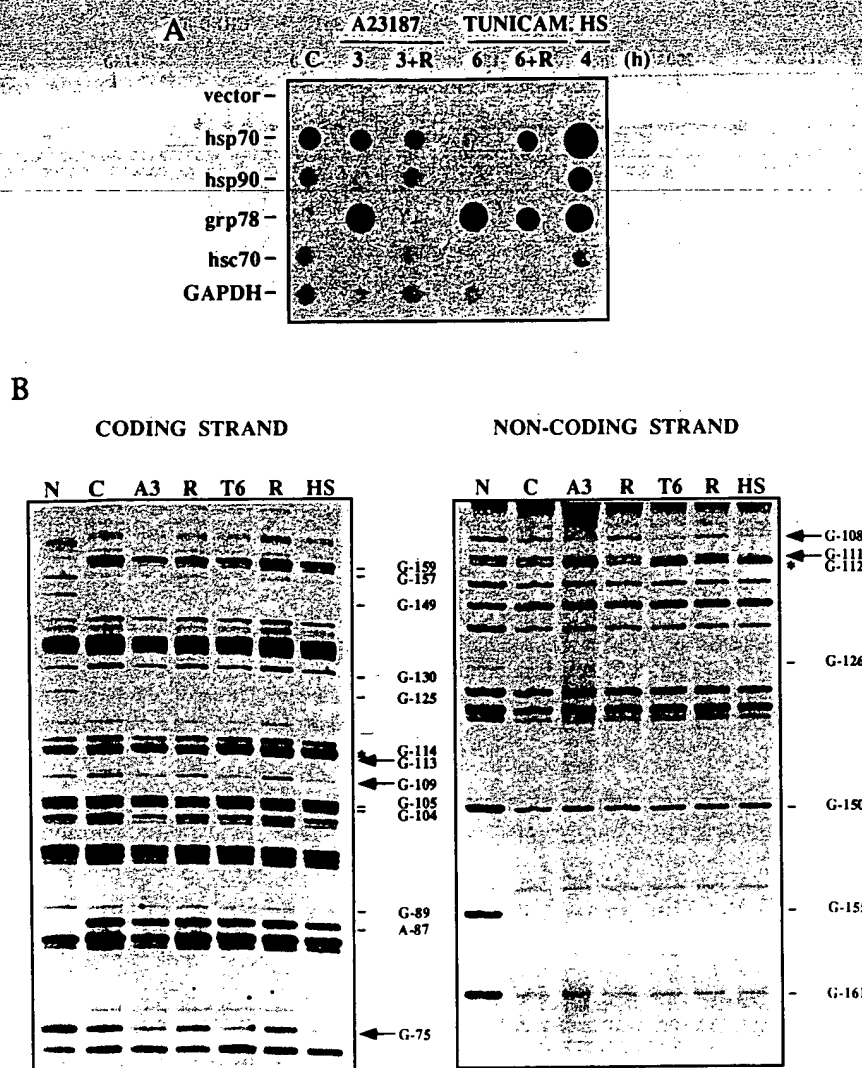 A
A23187 TUNICAM. HS
C 3 3+R 6 6+R 4 (h)
vector
hsp70
hsp90
grp78
hsc70
GAPDH
B
CODING STRAND
N C A3 R T6 R HS
G-159
G-157
G-149
G-130
G-125
* G-114
G-113
G-109
G-105
G-104
G-89
A-87
G-75
NON-CODING STRAND
N C A3 R T6 R HS
G-108
G-111
* G-112
G-126
G-150
G-155
G-161